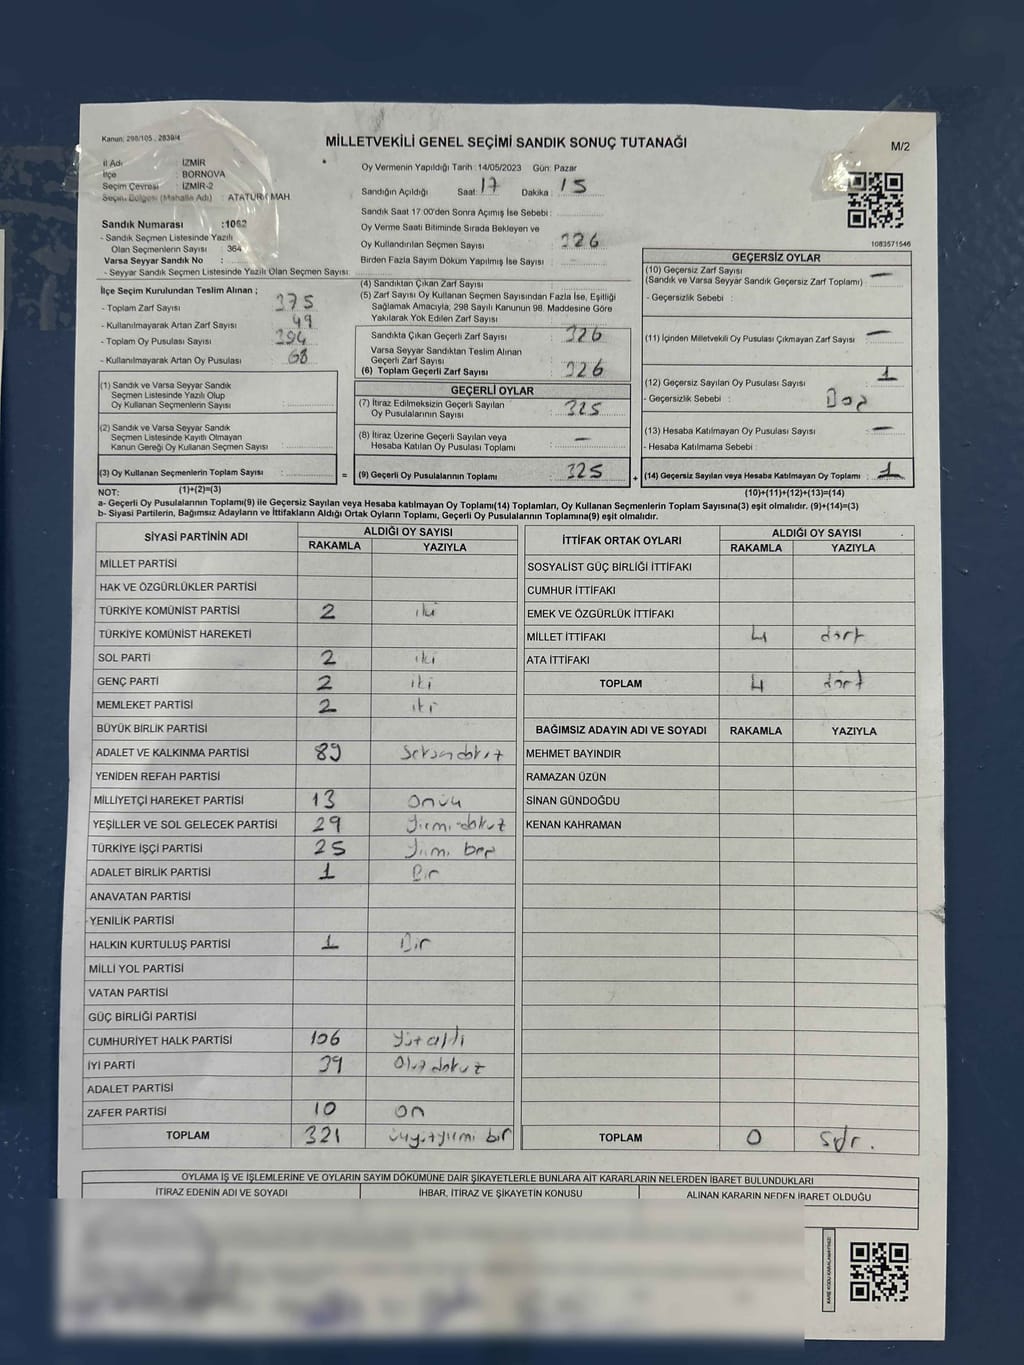 Kanun: 298/105 , 2839/4
MİLLETVEKİLİ GENEL SEÇİMİ SANDIK SONUÇ TUTANAĞI
M/2
İl Adı : İZMİR
İlçe : BORNOVA
Seçim Çevresi : İZMİR-2
Seçim Bölgesi (Mahalle Adı) : ATATÜRK MAH.
Oy Vermenin Yapıldığı Tarih : 14/05/2023 Gün: Pazar
Sandığın Açıldığı Saat: 17 Dakika : 15
Sandık Saat 17:00'den Sonra Açılmış İse Sebebi :
Oy Verme Saati Bitiminde Sırada Bekleyen ve
Oy Kullandırılan Seçmen Sayısı : 326
Birden Fazla Sayım Döküm Yapılmış İse Sayısı :
1083571546
Sandık Numarası : 1062
- Sandık Seçmen Listesinde Yazılı
Olan Seçmenlerin Sayısı : 364
Varsa Seyyar Sandık No :
- Seyyar Sandık Seçmen Listesinde Yazılı Olan Seçmen Sayısı:
İlçe Seçim Kurulundan Teslim Alınan ;
- Toplam Zarf Sayısı : 375
- Kullanılmayarak Artan Zarf Sayısı : 49
- Toplam Oy Pusulası : 394
- Kullanılmayarak Artan Oy Pusulası : 68
(4) Sandıktan Çıkan Zarf Sayısı :
(5) Zarf Sayısı Oy Kullanan Seçmen Sayısından Fazla İse, Eşitliği
Sağlamak Amacıyla, 298 Sayılı Kanunun 98. Maddesine Göre
Yakılarak Yok Edilen Zarf Sayısı :
Sandıkta Çıkan Geçerli Zarf Sayısı : 326
Varsa Seyyar Sandıktan Teslim Alınan
Geçerli Zarf Sayısı :
(6) Toplam Geçerli Zarf Sayısı : 326
GEÇERSİZ OYLAR
(10) Geçersiz Zarf Sayısı : —
(Sandık ve Varsa Seyyar Sandık Geçersiz Zarf Toplamı)
- Geçersizlik Sebebi :
(11) İçinden Milletvekili Oy Pusulası Çıkmayan Zarf Sayısı : —
(12) Geçersiz Sayılan Oy Pusulası Sayısı : 1
- Geçersizlik Sebebi : Boş
(13) Hesaba Katılmayan Oy Pusulası Sayısı : —
- Hesaba Katılmama Sebebi :
(14) Geçersiz Sayılan veya Hesaba Katılmayan Oy Toplamı : 1
(10)+(11)+(12)+(13)=(14)
(1) Sandık ve Varsa Seyyar Sandık
Seçmen Listesinde Yazılı Olup
Oy Kullanan Seçmenlerin Sayısı :
(2) Sandık ve Varsa Seyyar Sandık
Seçmen Listesinde Kayıtlı Olmayan
Kanun Gereği Oy Kullanan Seçmen Sayısı :
(3) Oy Kullanan Seçmenlerin Toplam Sayısı :
(1)+(2)=(3)
=
GEÇERLİ OYLAR
(7) İtiraz Edilmeksizin Geçerli Sayılan
Oy Pusulalarının Sayısı : 325
(8) İtiraz Üzerine Geçerli Sayılan veya
Hesaba Katılan Oy Pusulası Toplamı : —
(9) Geçerli Oy Pusulalarının Toplamı : 325
+
NOT:
a- Geçerli Oy Pusulalarının Toplamı(9) ile Geçersiz Sayılan veya Hesaba katılmayan Oy Toplamı(14) Toplamları, Oy Kullanan Seçmenlerin Toplam Sayısına(3) eşit olmalıdır. (9)+(14)=(3)
b- Siyasi Partilerin, Bağımsız Adayların ve İttifakların Aldığı Ortak Oyların Toplamı, Geçerli Oy Pusulalarının Toplamına(9) eşit olmalıdır.
SİYASİ PARTİNİN ADI ALDIĞI OY SAYISI
RAKAMLA YAZIYLA
MİLLET PARTİSİ
HAK VE ÖZGÜRLÜKLER PARTİSİ
TÜRKİYE KOMÜNİST PARTİSİ 2 iki
TÜRKİYE KOMÜNİST HAREKETİ
SOL PARTİ 2 iki
GENÇ PARTİ 2 iki
MEMLEKET PARTİSİ 2 iki
BÜYÜK BİRLİK PARTİSİ
ADALET VE KALKINMA PARTİSİ 89 Seksendokuz
YENİDEN REFAH PARTİSİ
MİLLİYETÇİ HAREKET PARTİSİ 13 onüç
YEŞİLLER VE SOL GELECEK PARTİSİ 29 Yirmi-dokuz
TÜRKİYE İŞÇİ PARTİSİ 25 Yirmi beş
ADALET BİRLİK PARTİSİ 1 Bir
ANAVATAN PARTİSİ
YENİLİK PARTİSİ
HALKIN KURTULUŞ PARTİSİ 1 Bir
MİLLİ YOL PARTİSİ
VATAN PARTİSİ
GÜÇ BİRLİĞİ PARTİSİ
CUMHURİYET HALK PARTİSİ 106 Yüzaltı
İYİ PARTİ 39 Otuz dokuz
ADALET PARTİSİ
ZAFER PARTİSİ 10 on
TOPLAM 321 üçyüzyirmi bir
İTTİFAK ORTAK OYLARI ALDIĞI OY SAYISI
RAKAMLA YAZIYLA
SOSYALİST GÜÇ BİRLİĞİ İTTİFAKI
CUMHUR İTTİFAKI
EMEK VE ÖZGÜRLÜK İTTİFAKI
MİLLET İTTİFAKI 4 dört
ATA İTTİFAKI
TOPLAM 4 dört
BAĞIMSIZ ADAYIN ADI VE SOYADI RAKAMLA YAZIYLA
MEHMET BAYINDIR
RAMAZAN ÜZÜN
SİNAN GÜNDOĞDU
KENAN KAHRAMAN
TOPLAM 0 Sıfır.
OYLAMA İŞ VE İŞLEMLERİNE VE OYLARIN SAYIM DÖKÜMÜNE DAİR ŞİKAYETLERLE BUNLARA AİT KARARLARIN NELERDEN İBARET BULUNDUKLARI
İTİRAZ EDENİN ADI VE SOYADI İHBAR, İTİRAZ VE ŞİKAYETİN KONUSU ALINAN KARARIN NEDEN İBARET OLDUĞU